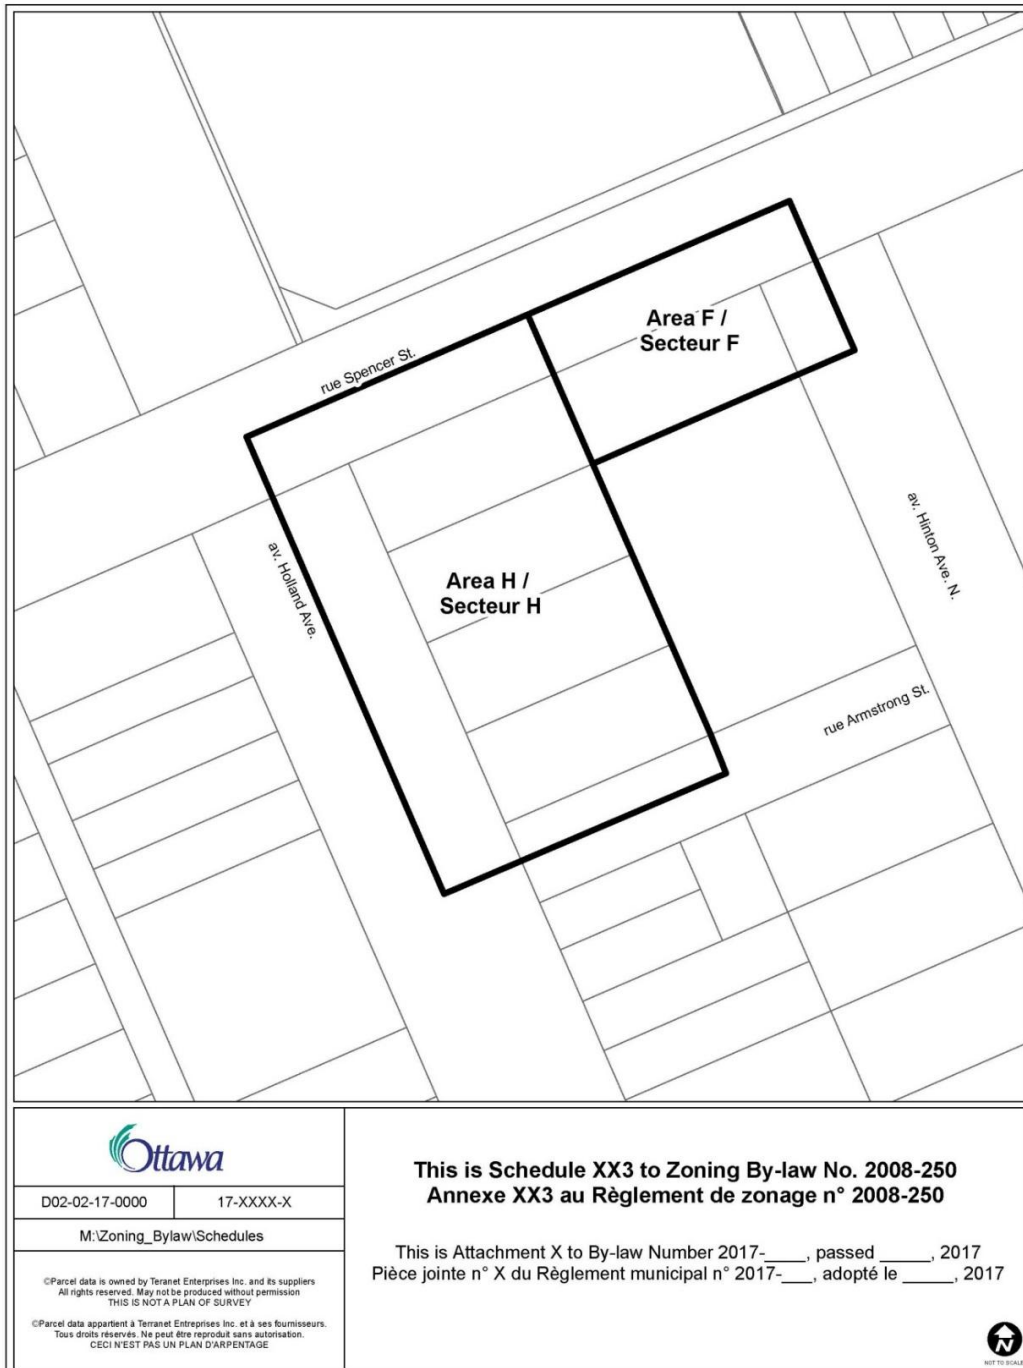 Area F /
Secteur F
rue Spencer St.
av. Holland Ave.
Area H /
Secteur H
av. Hinton Ave. N.
rue Armstrong St.
Ottawa
D02-02-17-0000
17-XXXX-X
M:\Zoning_Bylaw\Schedules
©Parcel data is owned by Teranet Enterprises Inc. and its suppliers
All rights reserved. May not be produced without permission
THIS IS NOT A PLAN OF SURVEY
©Parcel data appartient à Terranet Entreprises Inc. et à ses fournisseurs.
Tous droits réservés. Ne peut être reproduit sans autorisation.
CECI N'EST PAS UN PLAN D'ARPENTAGE
This is Schedule XX3 to Zoning By-law No. 2008-250
Annexe XX3 au Règlement de zonage n° 2008-250
This is Attachment X to By-law Number 2017-____, passed _____, 2017
Pièce jointe n° X du Règlement municipal n° 2017-___, adopté le _____, 2017
N
NOT TO SCALE